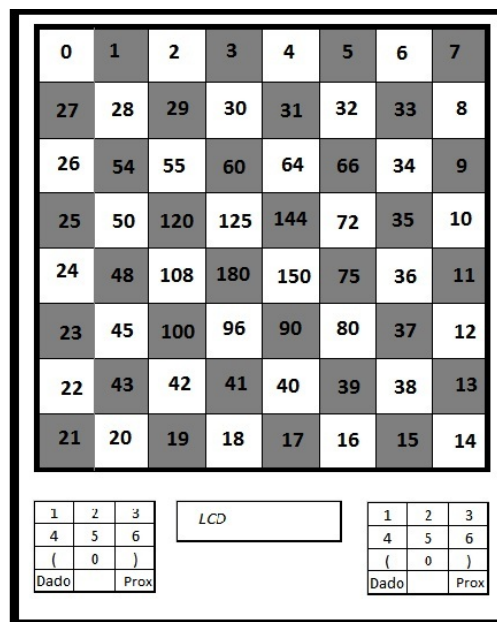 0 1 2 3 4 5 6 7
27 28 29 30 31 32 33 8
26 54 55 60 64 66 34 9
25 50 120 125 144 72 35 10
24 48 108 180 150 75 36 11
23 45 100 96 90 80 37 12
22 43 42 41 40 39 38 13
21 20 19 18 17 16 15 14
1 2 3
4 5 6
( 0 )
Dado Prox
LCD
1 2 3
4 5 6
( 0 )
Dado Prox